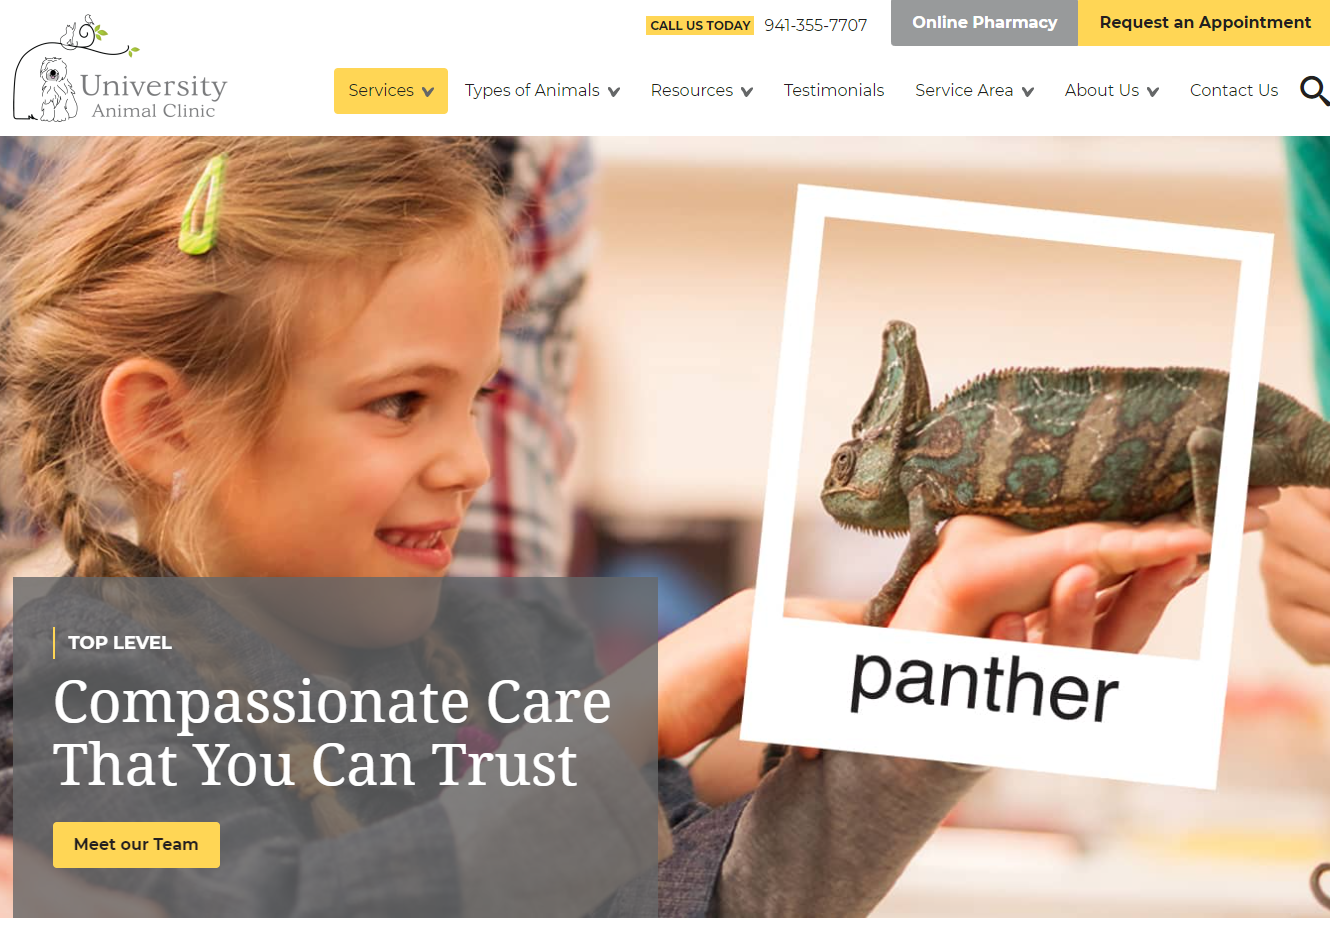 University
Animal Clinic
CALL US TODAY 941-355-7707
Online Pharmacy
Request an Appointment
Services
Types of Animals
Resources
Testimonials
Service Area
About Us
Contact Us
panther
TOP LEVEL
Compassionate Care
That You Can Trust
Meet our Team